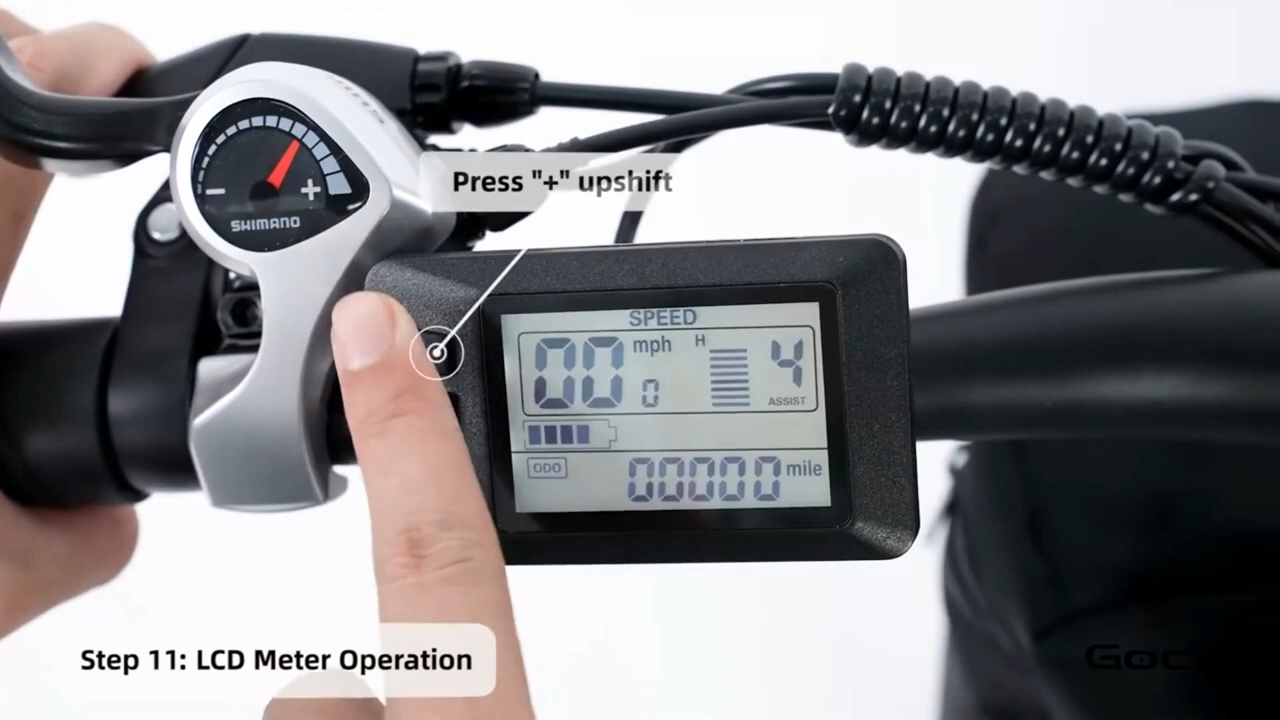 SHIMANO
- +
Press "+" upshift
SPEED
00 mph
0
H
4
ASSIST
ODO
00000 mile
Step 11: LCD Meter Operation